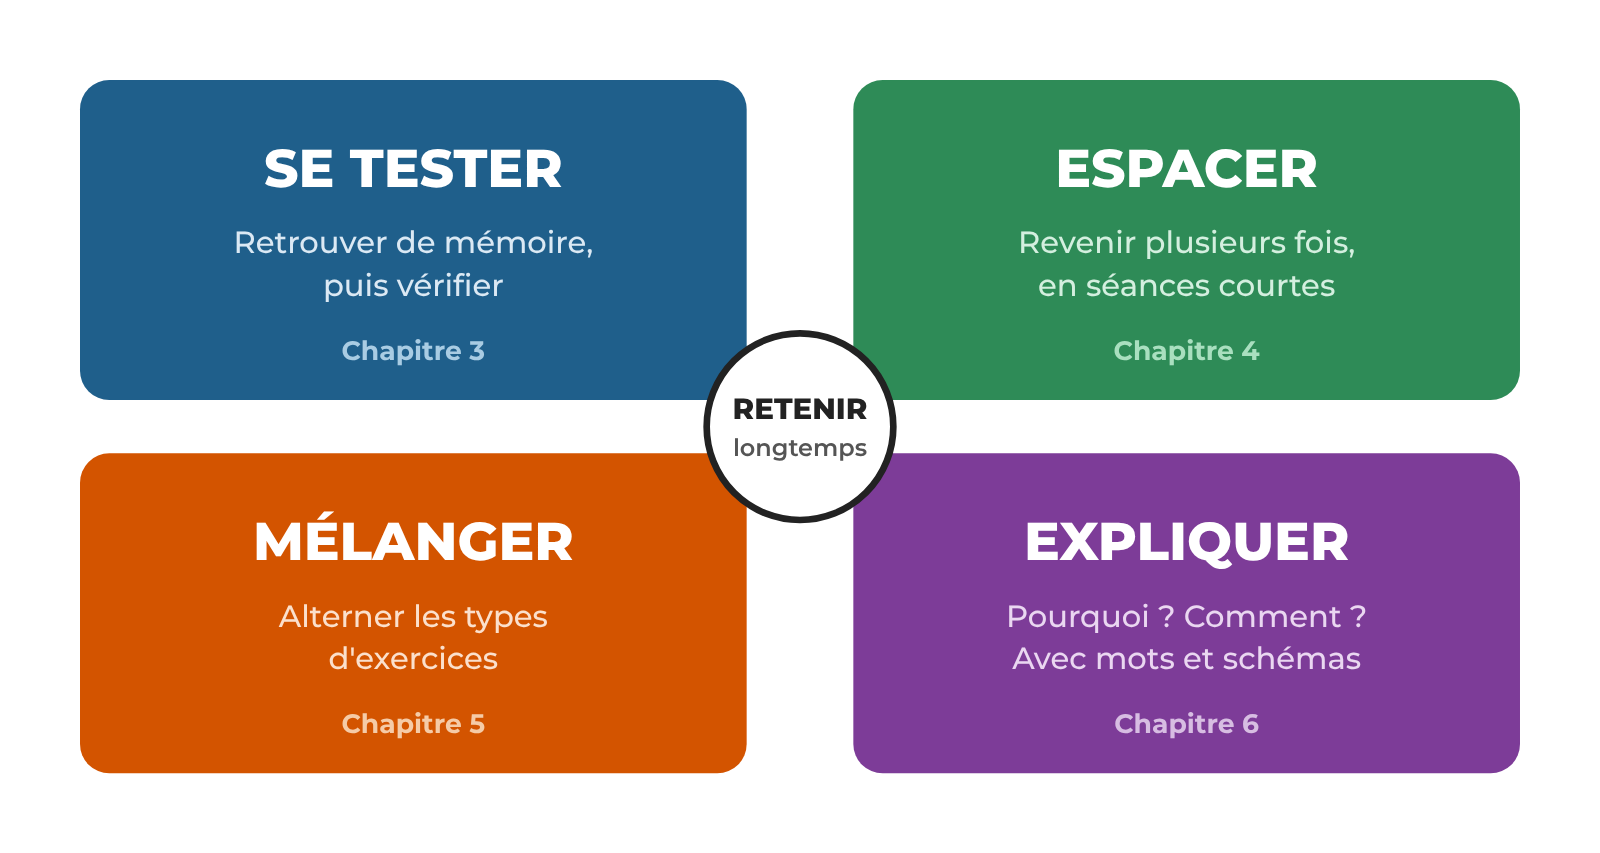 SE TESTER
Retrouver de mémoire,
puis vérifier
Chapitre 3
ESPACER
Revenir plusieurs fois,
en séances courtes
Chapitre 4
RETENIR
longtemps
MÉLANGER
Alterner les types
d'exercices
Chapitre 5
EXPLIQUER
Pourquoi ? Comment ?
Avec mots et schémas
Chapitre 6